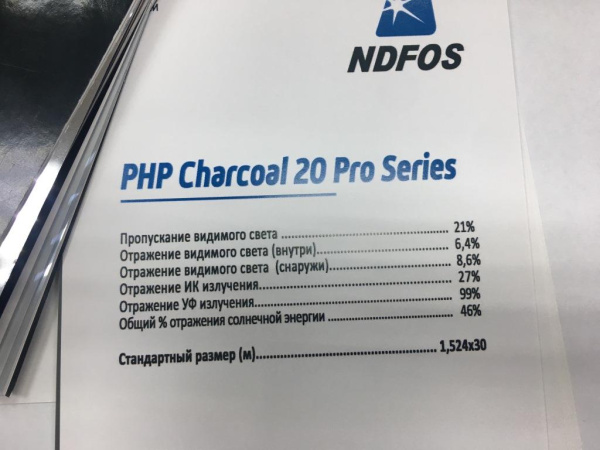 NDFOS
PHP Charcoal 20 Pro Series
Пропускание видимого света ................................ 21%
Отражение видимого света (внутри)................... 6,4%
Отражение видимого света (снаружи)................ 8,6%
Отражение ИК излучения...................................... 27%
Отражение УФ излучения...................................... 99%
Общий % отражения солнечной энергии ........... 46%
Стандартный размер (м)........................................ 1,524x30